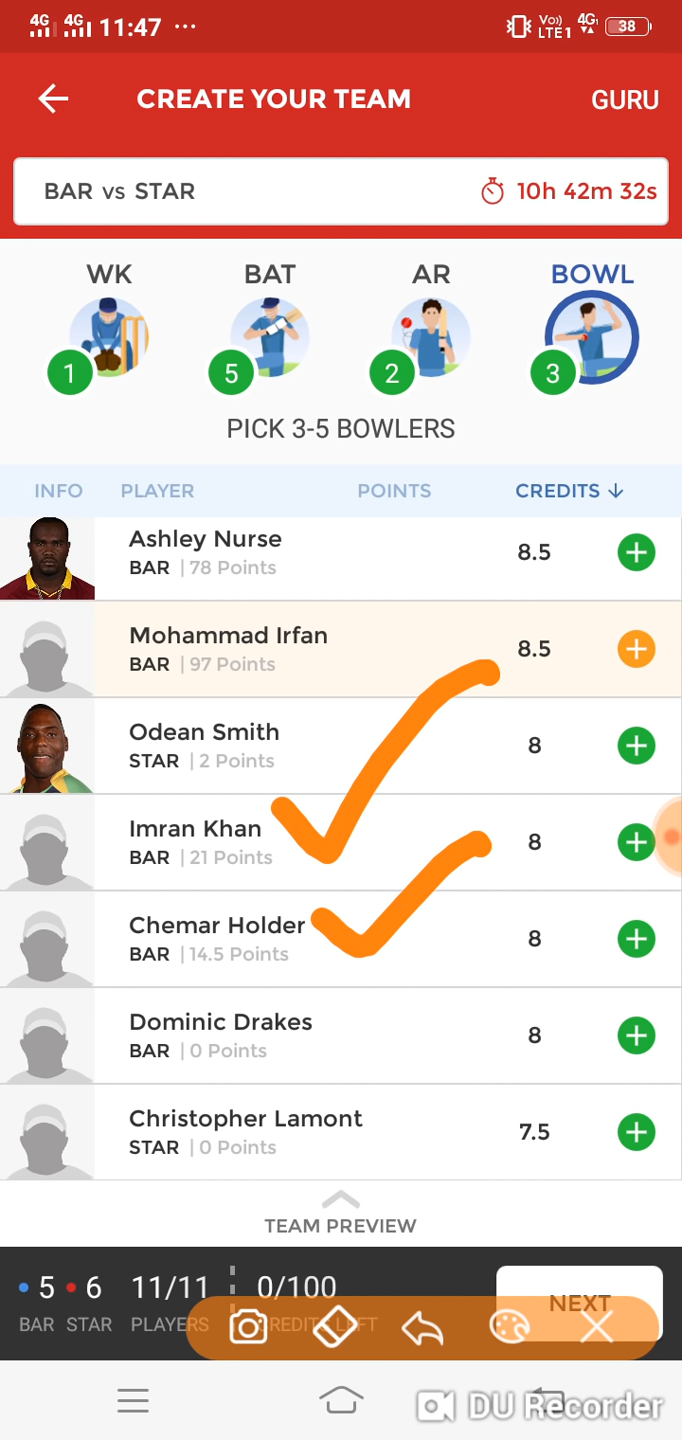 4G 4G 11:47 ... Vo)) LTE1 4G 38
CREATE YOUR TEAM GURU
BAR vs STAR 10h 42m 32s
WK BAT AR BOWL
1 5 2 3
PICK 3-5 BOWLERS
INFO PLAYER POINTS CREDITS ↓
Ashley Nurse 8.5 +
BAR | 78 Points
Mohammad Irfan 8.5 +
BAR | 97 Points
Odean Smith 8 +
STAR | 2 Points
Imran Khan 8 +
BAR | 21 Points
Chemar Holder 8 +
BAR | 14.5 Points
Dominic Drakes 8 +
BAR | 0 Points
Christopher Lamont 7.5 +
STAR | 0 Points
TEAM PREVIEW
5 6 11/11 0/100 NEXT
BAR STAR PLAYERS CREDIT LEFT
DU Recorder